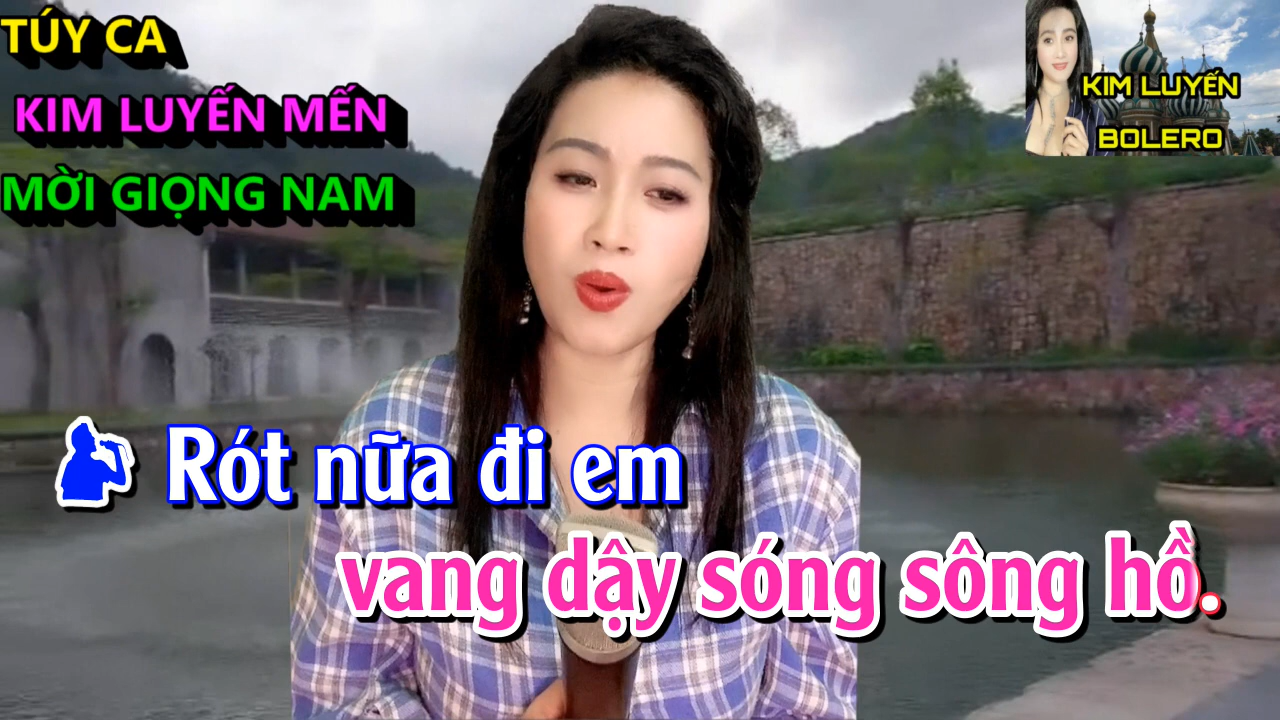 TÚY CA
KIM LUYẾN MẾN
MỜI GIỌNG NAM
KIM LUYẾN
BOLERO
Rót nữa đi em
vang dậy sóng sông hồ.